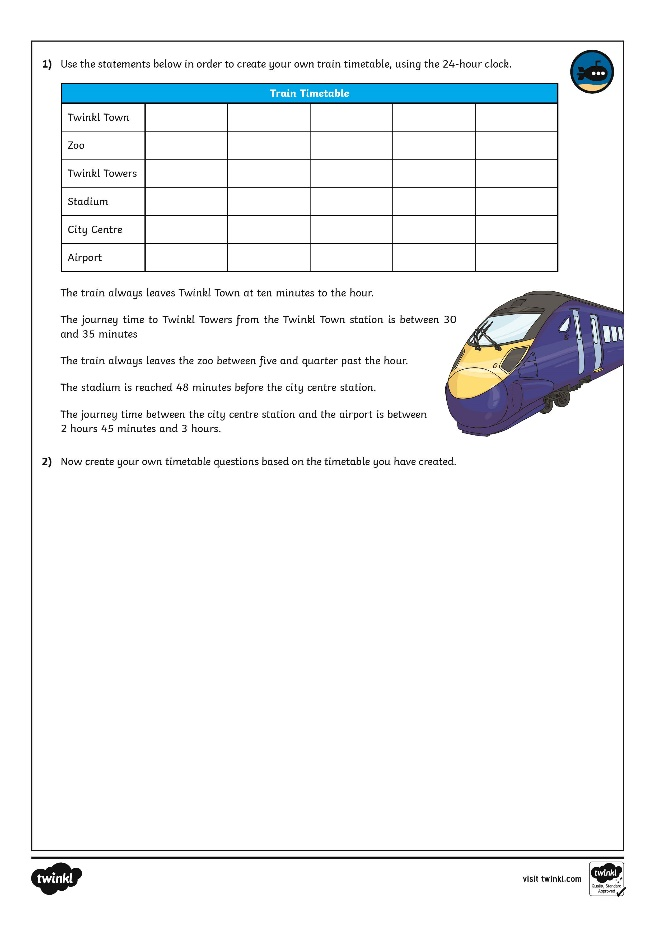 1) Use the statements below in order to create your own train timetable, using the 24-hour clock.
Train Timetable
Twinkl Town
Zoo
Twinkl Towers
Stadium
City Centre
Airport
The train always leaves Twinkl Town at ten minutes to the hour.
The journey time to Twinkl Towers from the Twinkl Town station is between 30
and 35 minutes
The train always leaves the zoo between five and quarter past the hour.
The stadium is reached 48 minutes before the city centre station.
The journey time between the city centre station and the airport is between
2 hours 45 minutes and 3 hours.
2) Now create your own timetable questions based on the timetable you have created.
twinkl
visit twinkl.com
twinkl
Quality Standard
Approved